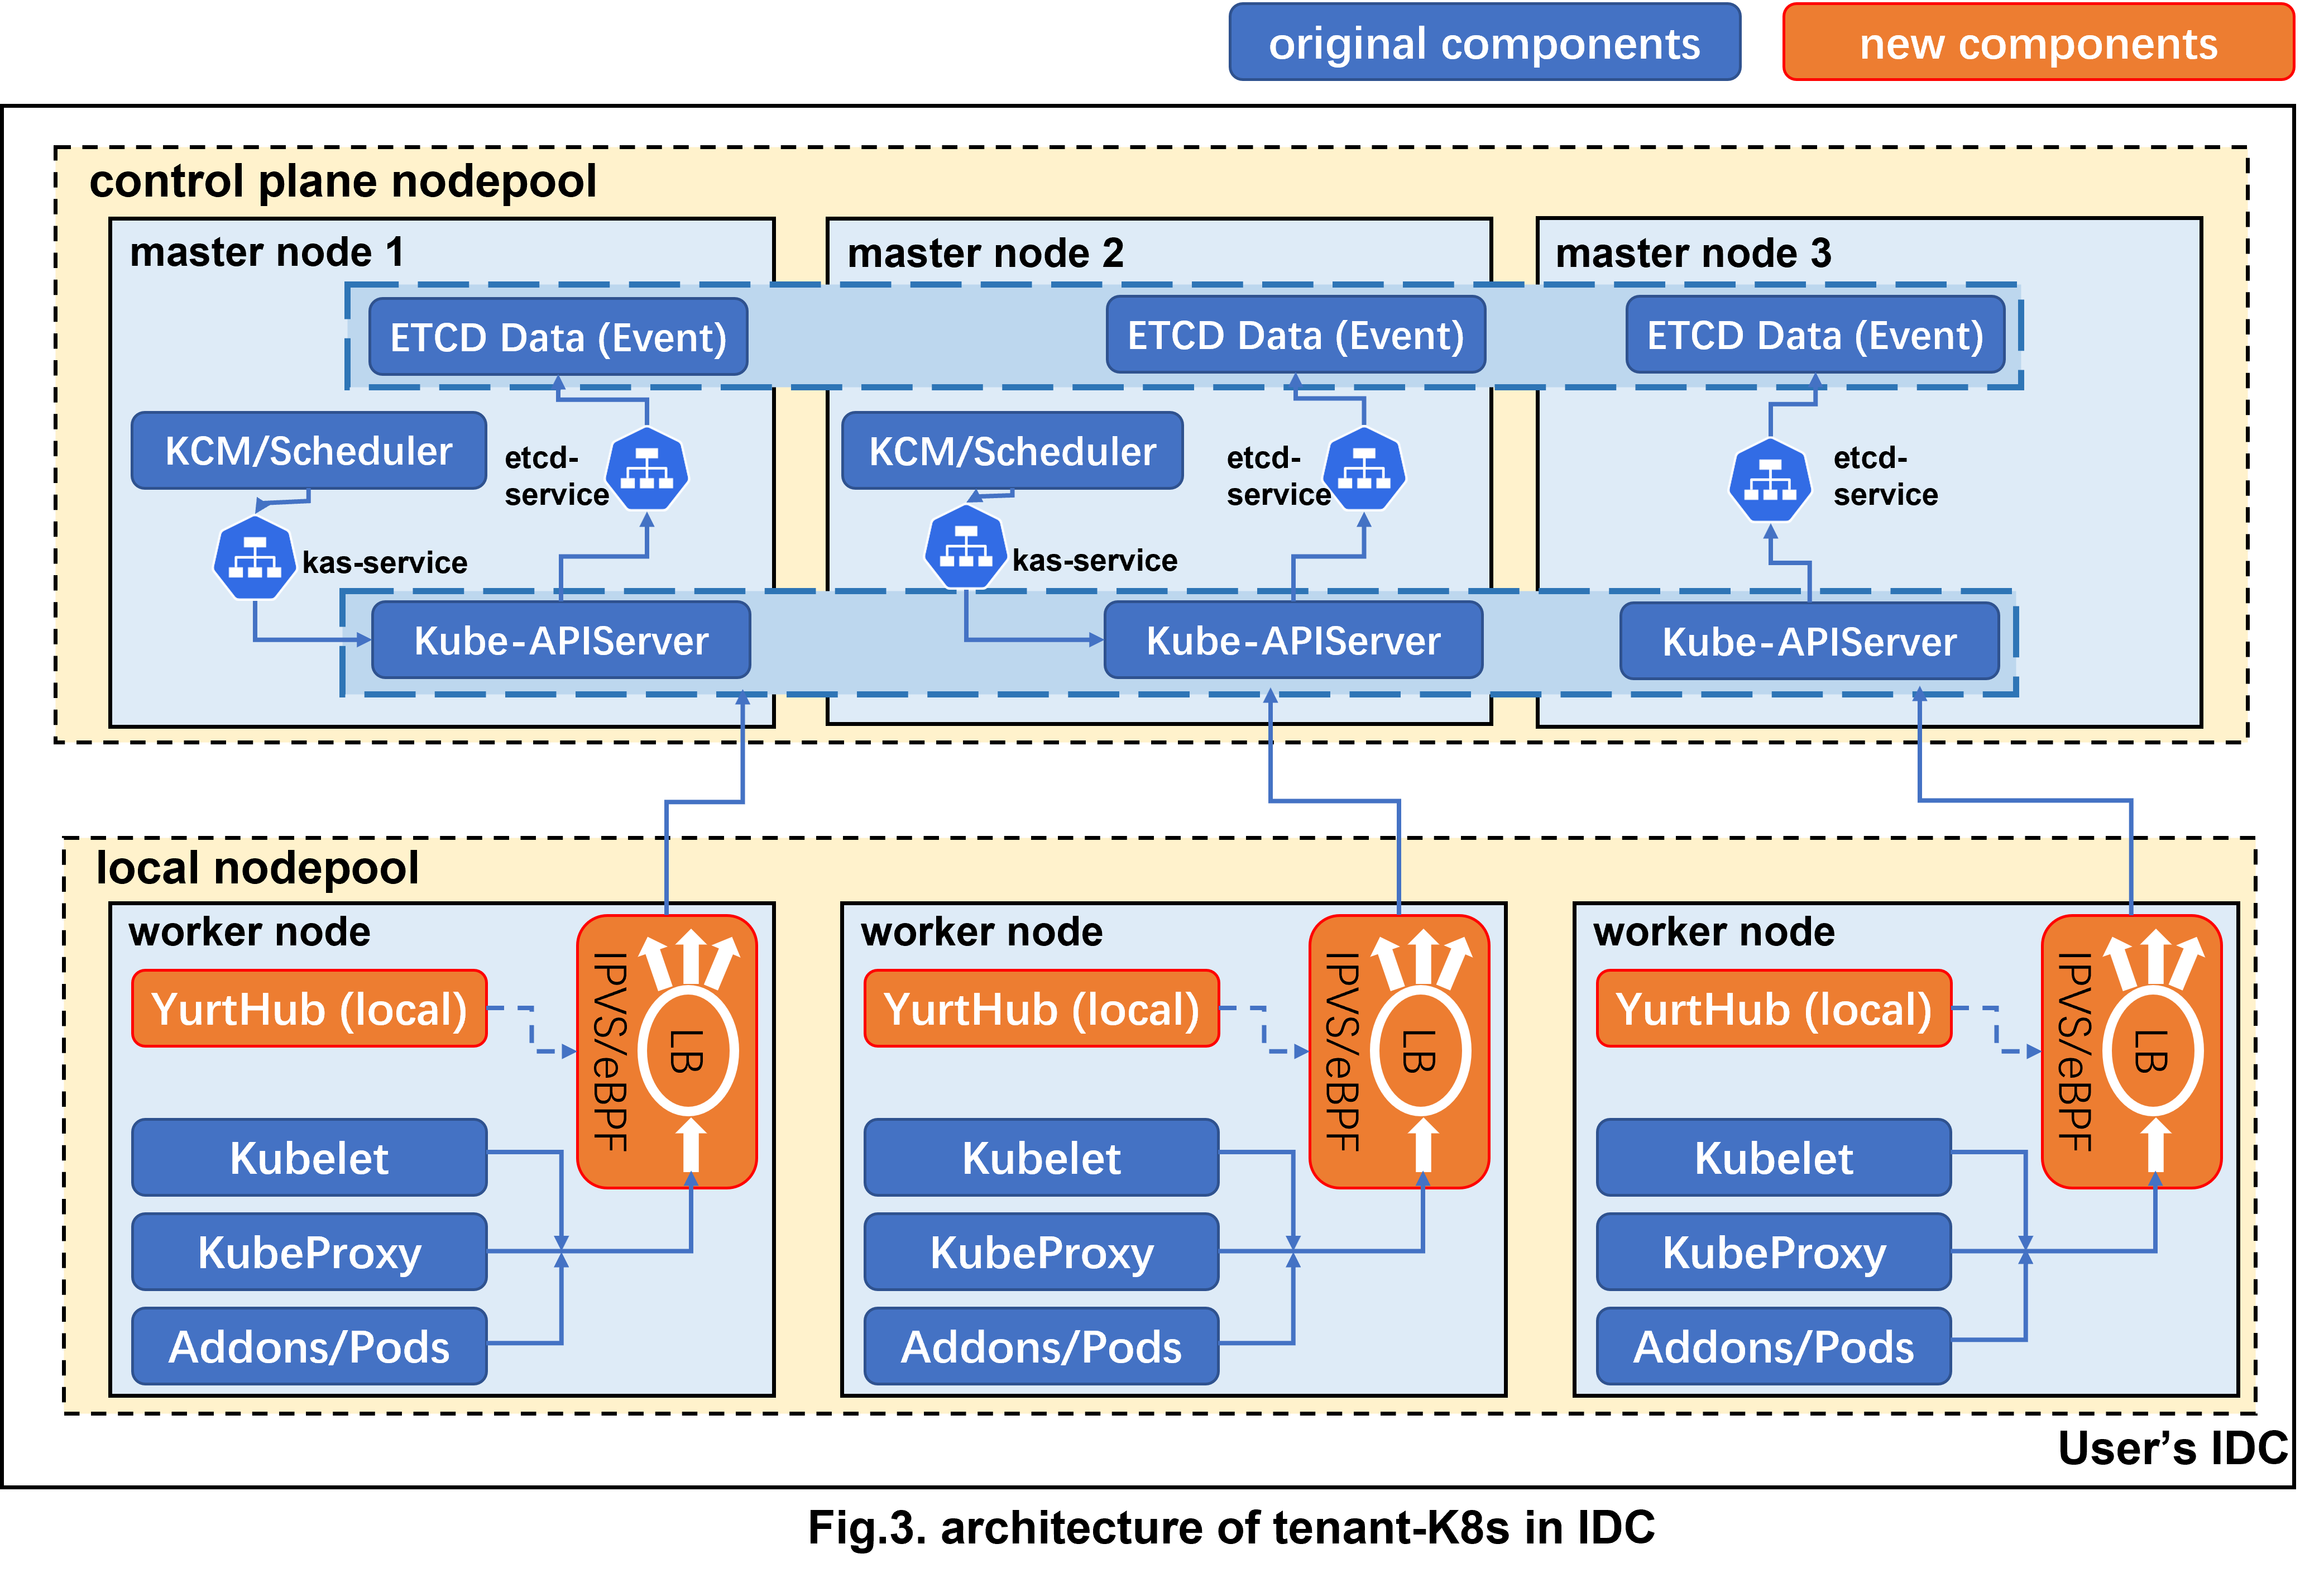 original components
new components
control plane nodepool
master node 1
master node 2
master node 3
ETCD Data (Event)
ETCD Data (Event)
ETCD Data (Event)
KCM/Scheduler
etcd-
service
KCM/Scheduler
etcd-
service
etcd-
service
kas-service
kas-service
Kube-APIServer
Kube-APIServer
Kube-APIServer
local nodepool
worker node
YurtHub (local)
IPVS/eBPF
LB
Kubelet
KubeProxy
Addons/Pods
worker node
YurtHub (local)
IPVS/eBPF
LB
Kubelet
KubeProxy
Addons/Pods
worker node
YurtHub (local)
IPVS/eBPF
LB
Kubelet
KubeProxy
Addons/Pods
User’s IDC
Fig.3. architecture of tenant-K8s in IDC